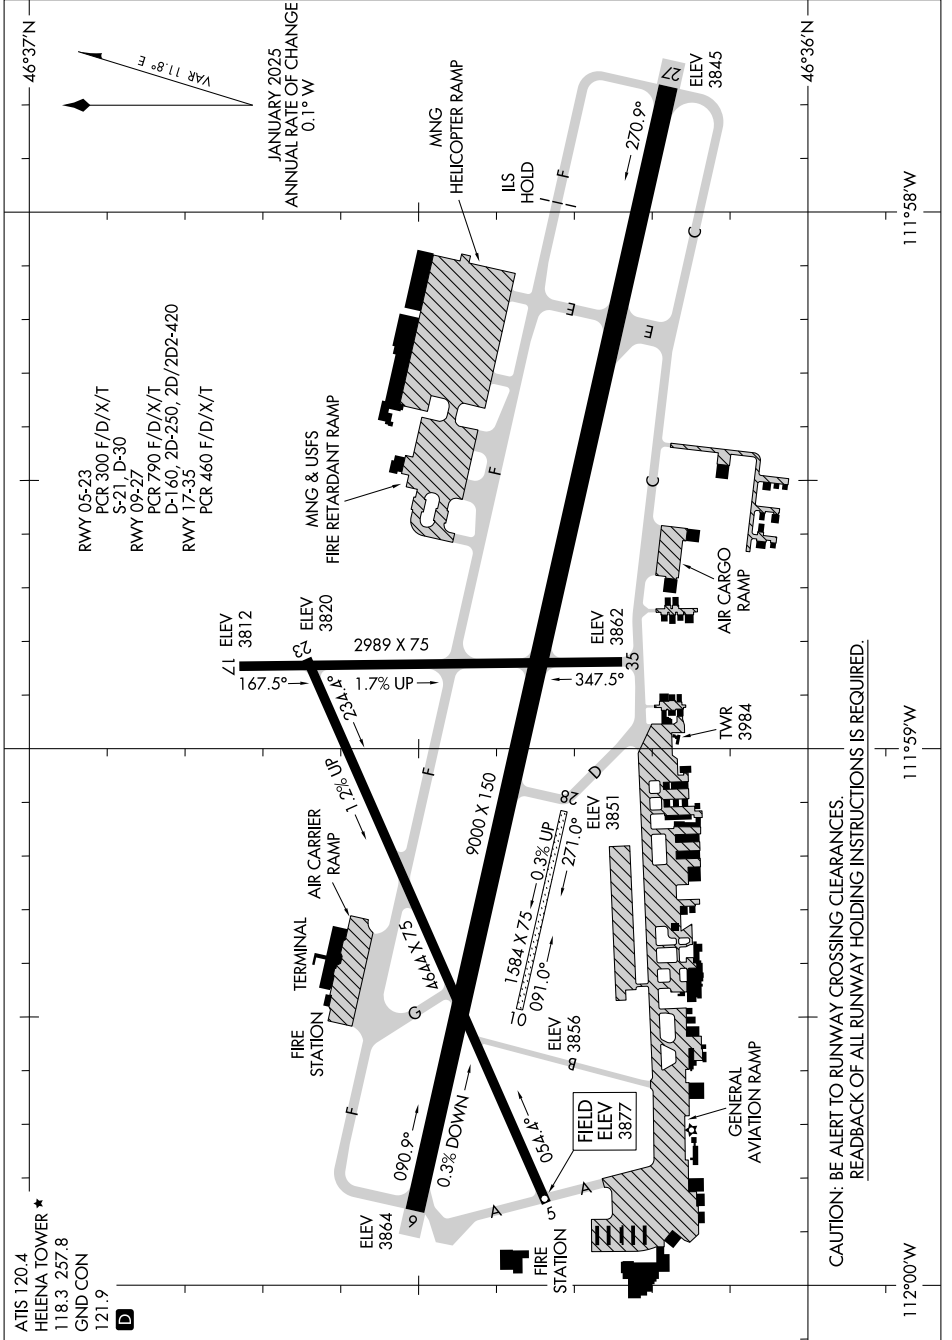 ATIS 120.4
HELENA TOWER ★
118.3 257.8
GND CON
121.9
D
46°37'N
46°36'N
VAR 11.8° E
JANUARY 2025
ANNUAL RATE OF CHANGE
0.1° W
RWY 05-23
PCR 300 F/D/X/T
S-21, D-30
RWY 09-27
PCR 790 F/D/X/T
D-160, 2D-250, 2D/2D2-420
RWY 17-35
PCR 460 F/D/X/T
MNG
HELICOPTER RAMP
ILS
HOLD
F
27
ELEV
3845
270.9°
C
111°58'W
E
E
MNG & USFS
FIRE RETARDANT RAMP
F
C
17
ELEV
3812
23
ELEV
3820
2989 X 75
167.5°
1.7% UP
347.5°
ELEV
3862
35
AIR CARGO
RAMP
234.4°
1.2% UP
F
9000 X 150
D
28
ELEV
3851
TWR
3984
111°59'W
AIR CARRIER
RAMP
TERMINAL
FIRE
STATION
4644 X 75
G
1584 X 75
0.3% UP
271.0°
091.0°
10
ELEV
3856
B
F
090.9°
0.3% DOWN
054.4°
FIELD
ELEV
3877
GENERAL
AVIATION RAMP
ELEV
3864
9
A
A
5
FIRE
STATION
112°00'W
CAUTION: BE ALERT TO RUNWAY CROSSING CLEARANCES.
READBACK OF ALL RUNWAY HOLDING INSTRUCTIONS IS REQUIRED.